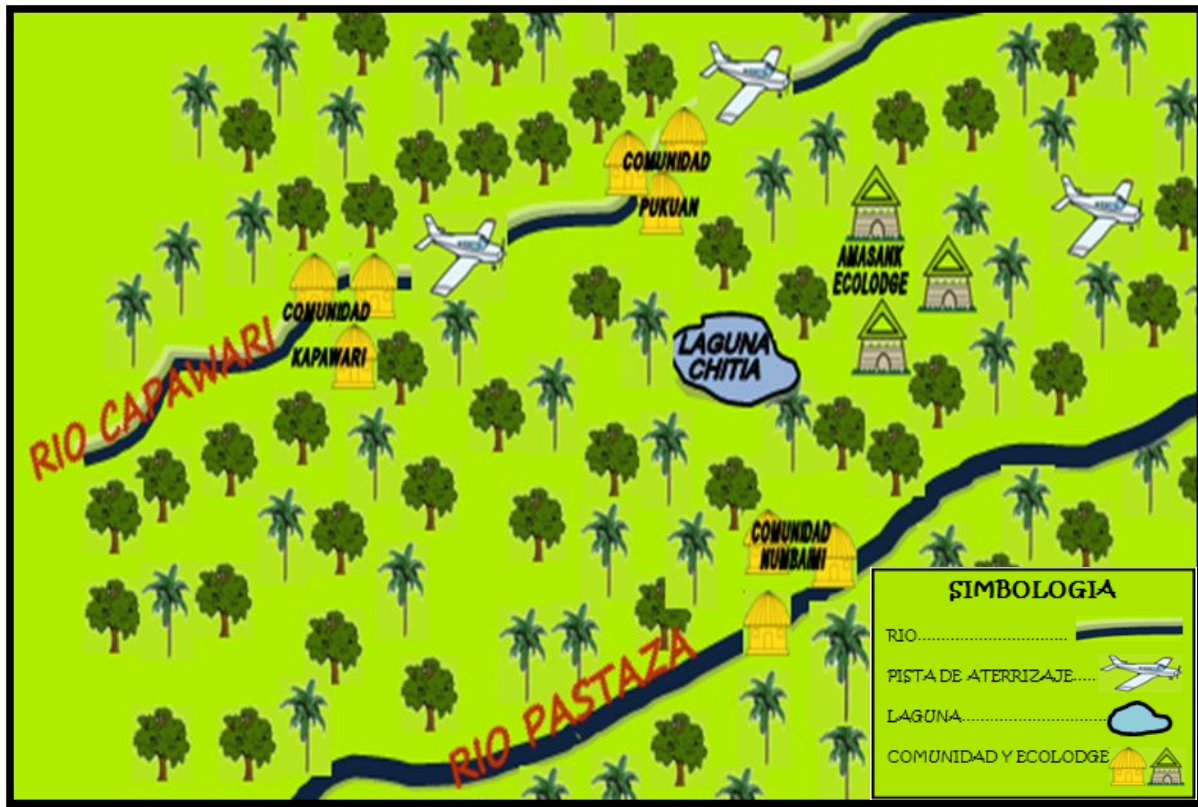 COMUNIDAD
PUKUAN
AMASANK
ECOLODGE
COMUNIDAD
KAPAWARI
RIO CAPAWARI
LAGUNA
CHITIA
COMUNIDAD
NUMBAIMI
RIO PASTAZA
SIMBOLOGIA
RIO..............................
PISTA DE ATERRIZAJE.....
LAGUNA.............................
COMUNIDAD Y ECOLODGE